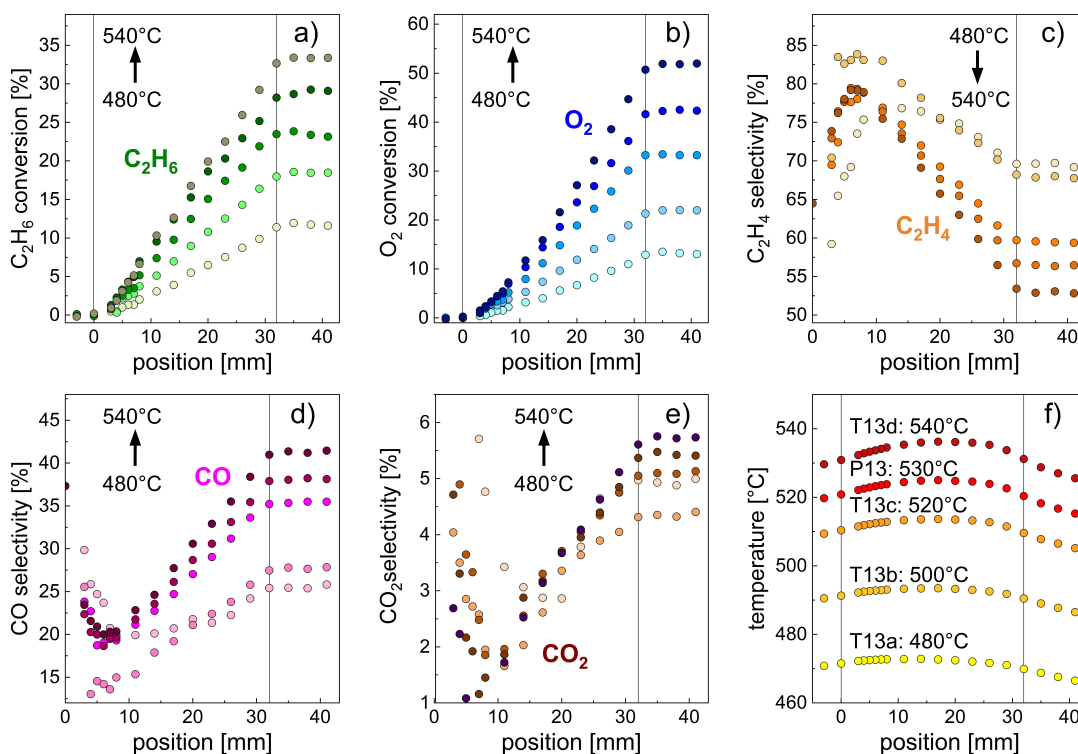 a)
540°C
480°C
C₂H₆
C₂H₆ conversion [%]
35
30
25
20
15
10
5
0
0 10 20 30 40
position [mm]
b)
540°C
480°C
O₂
O₂ conversion [%]
60
50
40
30
20
10
0
0 10 20 30 40
position [mm]
c)
480°C
540°C
C₂H₄
C₂H₄ selectivity [%]
85
80
75
70
65
60
55
50
0 10 20 30 40
position [mm]
d)
540°C
480°C
CO
CO selectivity [%]
45
40
35
30
25
20
15
0 10 20 30 40
position [mm]
e)
540°C
480°C
CO₂
CO₂selectivity [%]
6
5
4
3
2
1
0 10 20 30 40
position [mm]
f)
T13d: 540°C
P13: 530°C
T13c: 520°C
T13b: 500°C
T13a: 480°C
temperature [°C]
540
520
500
480
460
0 10 20 30 40
position [mm]